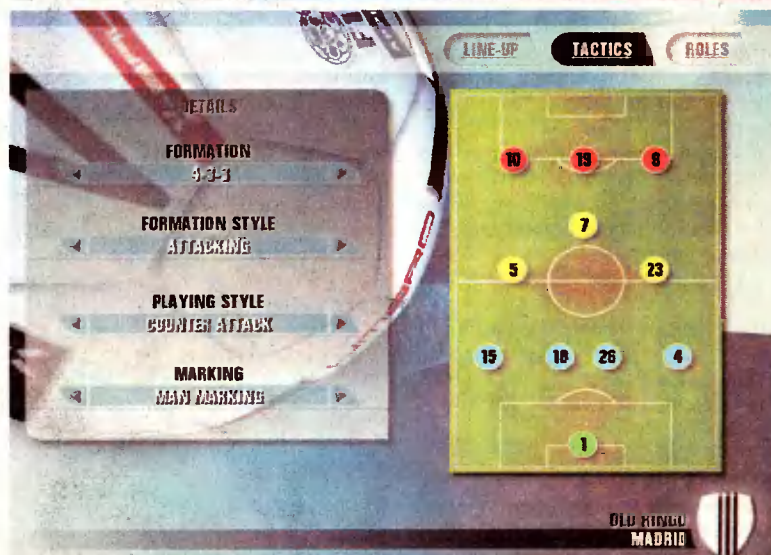 LINE-UP TACTICS ROLES
DETAILS
FORMATION
4-3-3
FORMATION STYLE
ATTACKING
PLAYING STYLE
COUNTER ATTACK
MARKING
MAN MARKING
10 19 8
7
5 23
15 18 26 4
1
OLD
MADRID